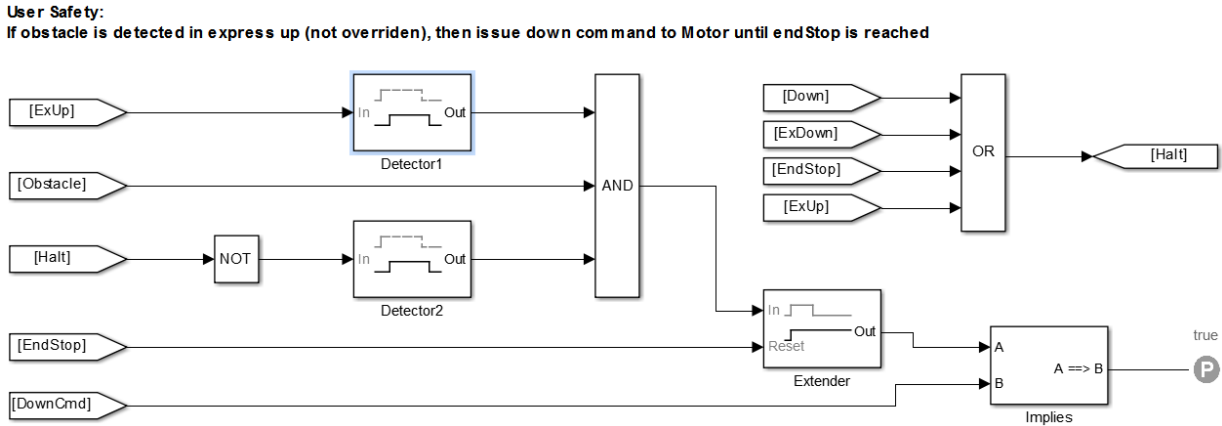 User Safety:
If obstacle is detected in express up (not overriden), then issue down command to Motor until endStop is reached
[ExUp]
In
Out
Detector1
[Obstacle]
AND
[Halt]
NOT
In
Out
Detector2
[Down]
[ExDown]
[EndStop]
[ExUp]
OR
[Halt]
[EndStop]
In
Reset
Out
Extender
[DownCmd]
A
B
A ==> B
Implies
true
P